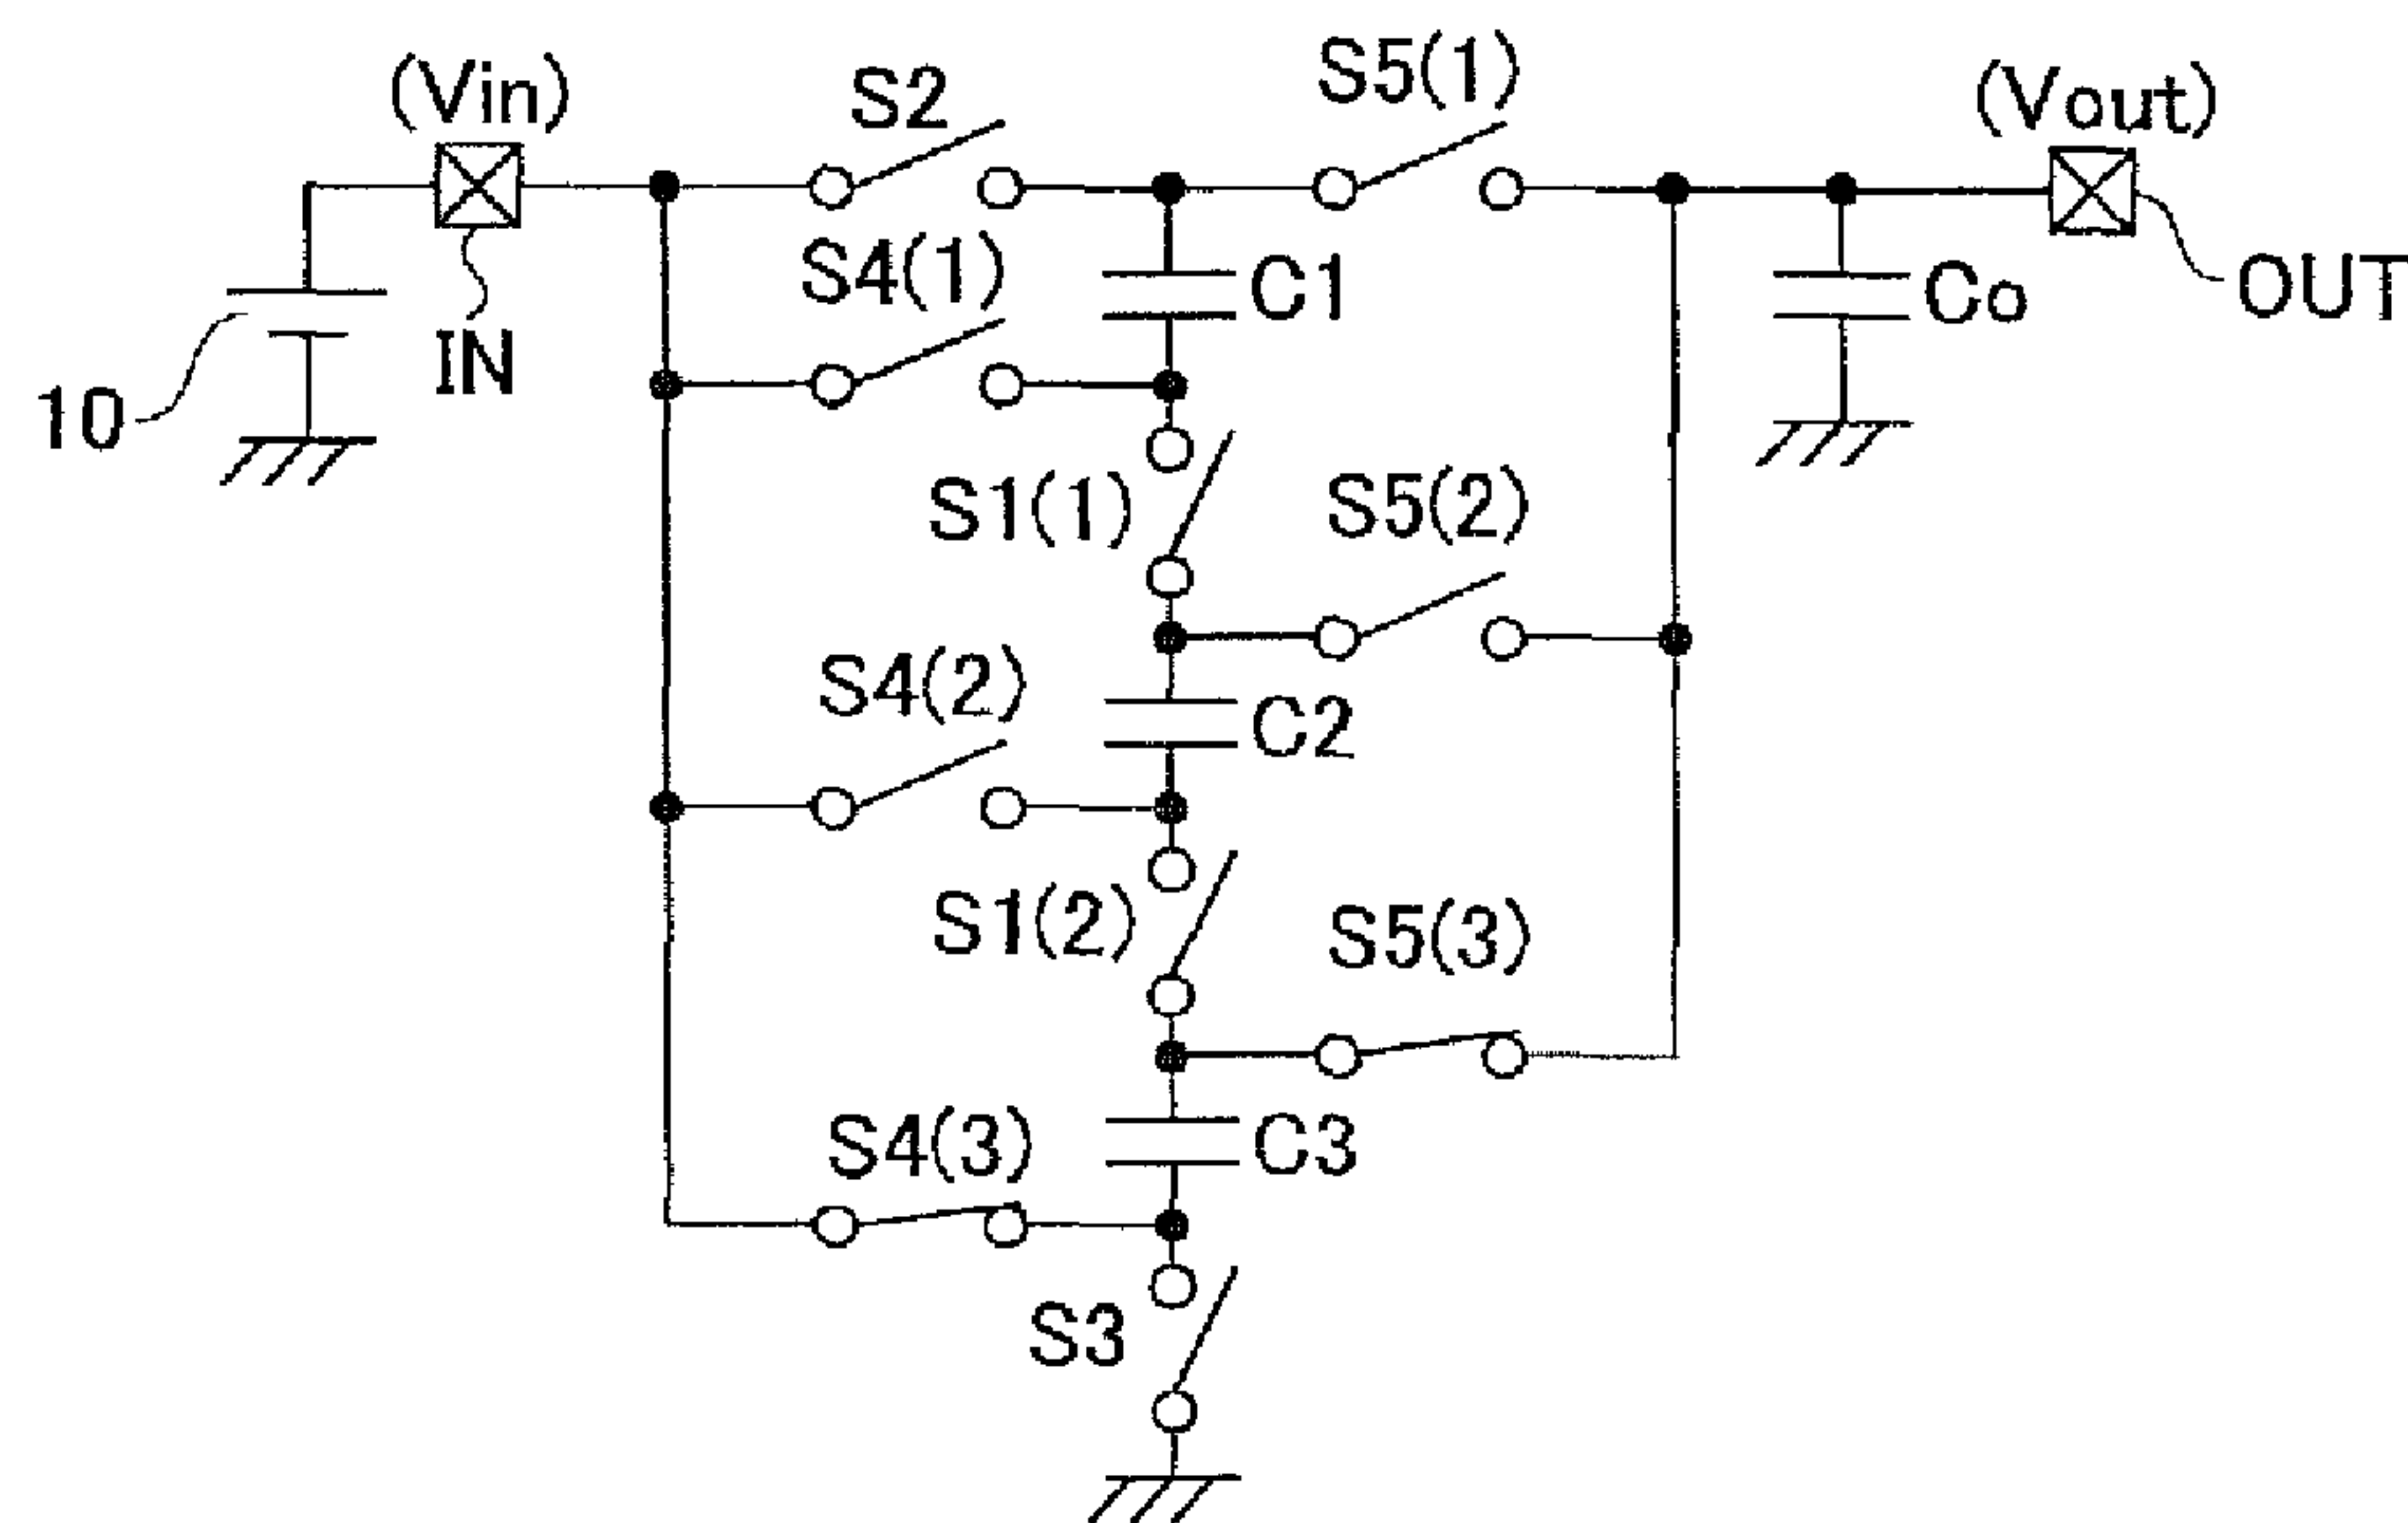 (Vin)
S2
S5(1)
(Vout)
S4(1)
C1
Co
OUT
IN
10
S1(1)
S5(2)
S4(2)
C2
S1(2)
S5(3)
S4(3)
C3
S3